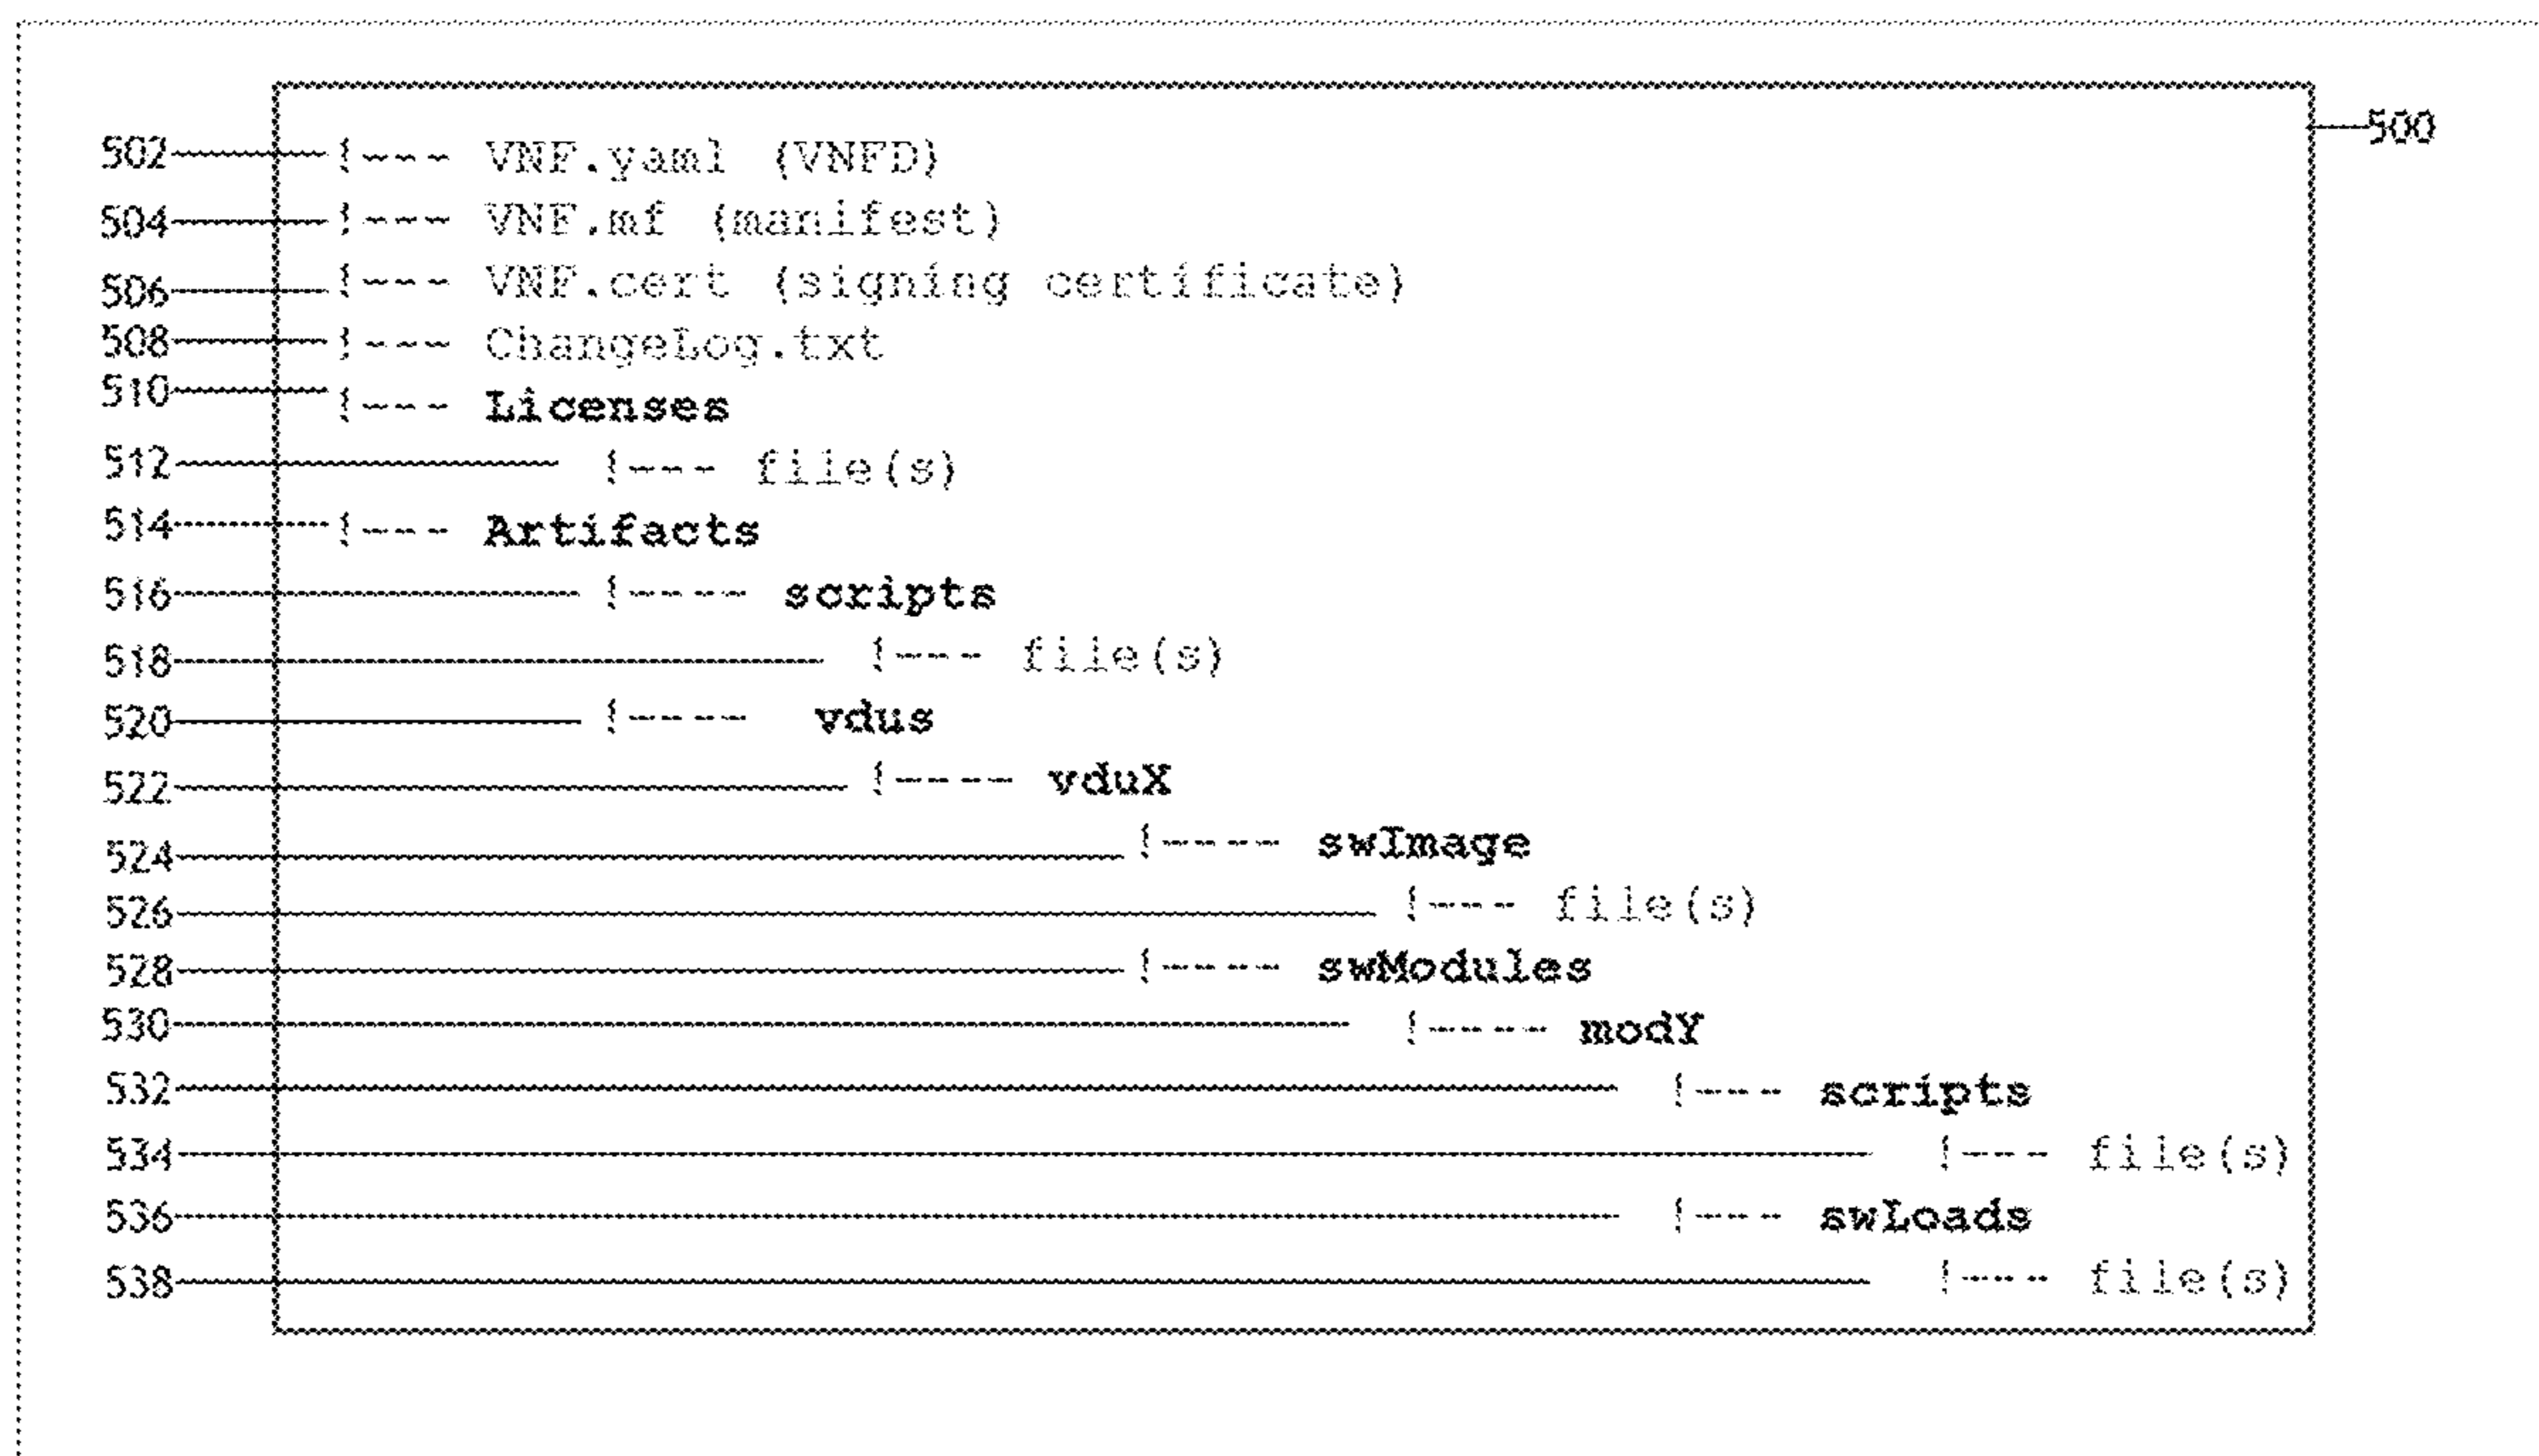 500
502 |--- VNF.yaml (VNFD)
504 |--- VNF.mf (manifest)
506 |--- VNF.cert (signing certificate)
508 |--- ChangeLog.txt
510 |--- Licenses
512 |--- file(s)
514 |--- Artifacts
516 |---- scripts
518 |--- file(s)
520 |---- vdus
522 |---- vduX
524 |---- swImage
526 |--- file(s)
528 |---- swModules
530 |---- modY
532 |--- scripts
534 |--- file(s)
536 |--- swLoads
538 |--- file(s)